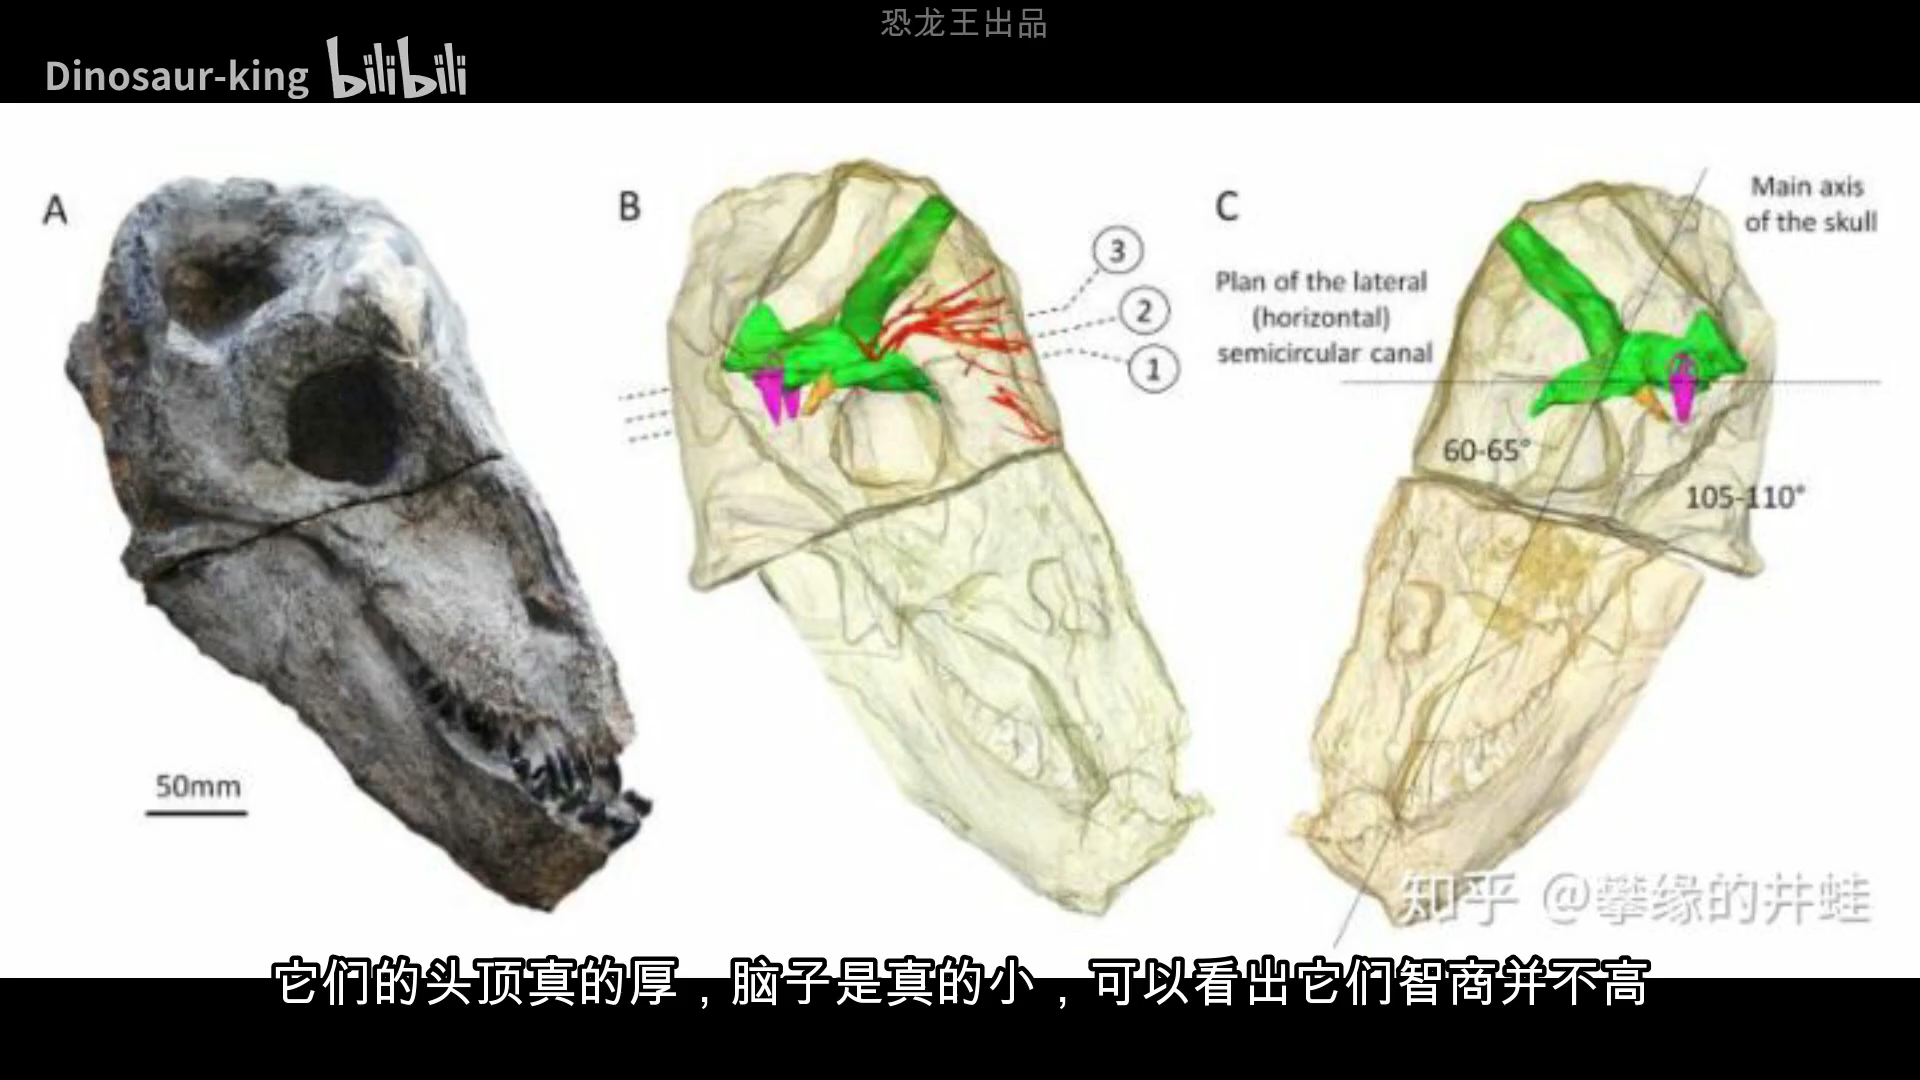 恐龙王出品
Dinosaur-king bilibili
A
B
C
Main axis
of the skull
3
2
1
Plan of the lateral
(horizontal)
semicircular canal
60-65°
105-110°
50mm
知乎 @攀缘的井蛙
它们的头顶真的厚，脑子是真的小，可以看出它们智商并不高